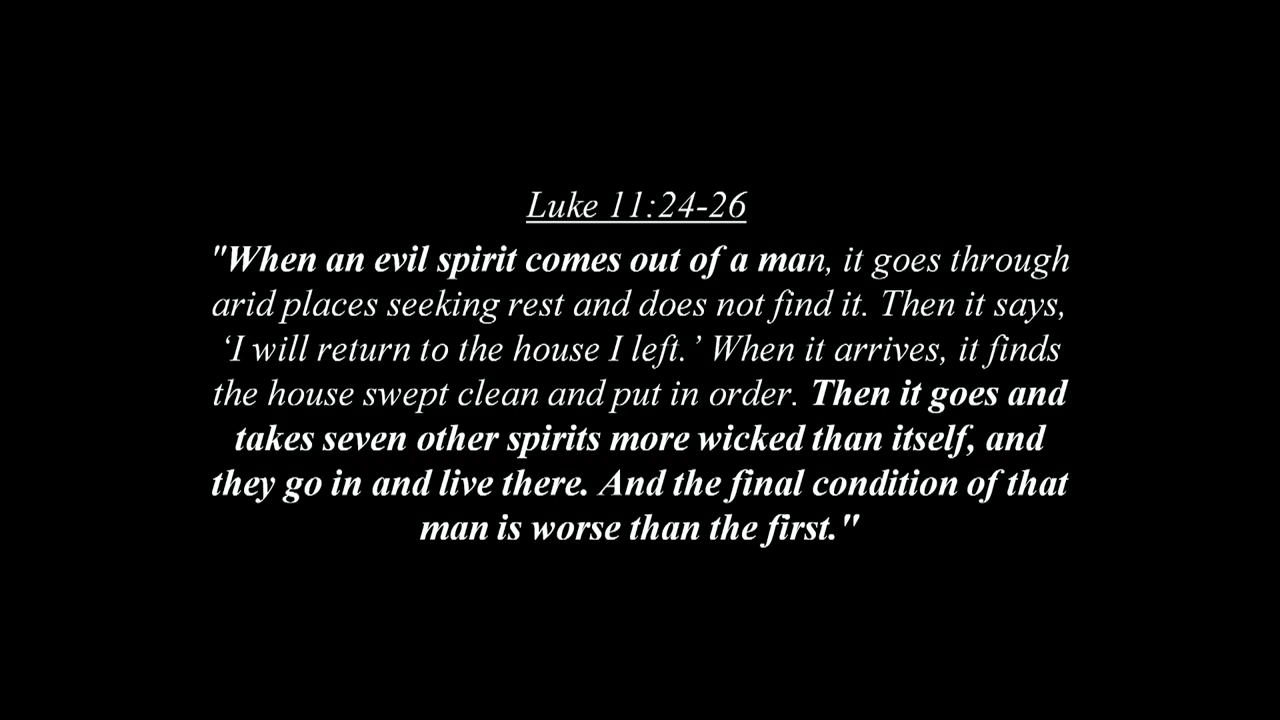 Luke 11:24-26
"When an evil spirit comes out of a man, it goes through
arid places seeking rest and does not find it. Then it says,
‘I will return to the house I left.’ When it arrives, it finds
the house swept clean and put in order. Then it goes and
takes seven other spirits more wicked than itself, and
they go in and live there. And the final condition of that
man is worse than the first."